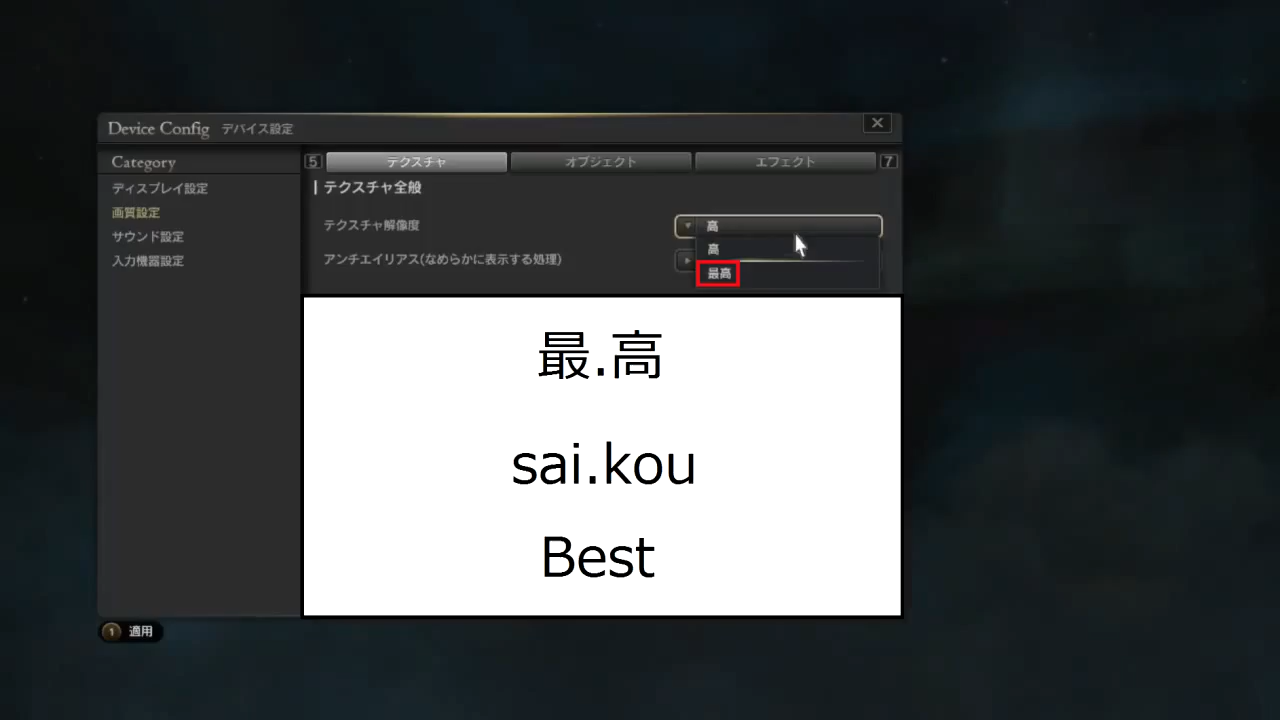 Device Config デバイス設定
Category
ディスプレイ設定
画質設定
サウンド設定
入力機器設定
5 テクスチャ オブジェクト エフェクト 7
テクスチャ全般
テクスチャ解像度 高
高
アンチエイリアス(なめらかに表示する処理)
最高
最.高
sai.kou
Best
1 適用